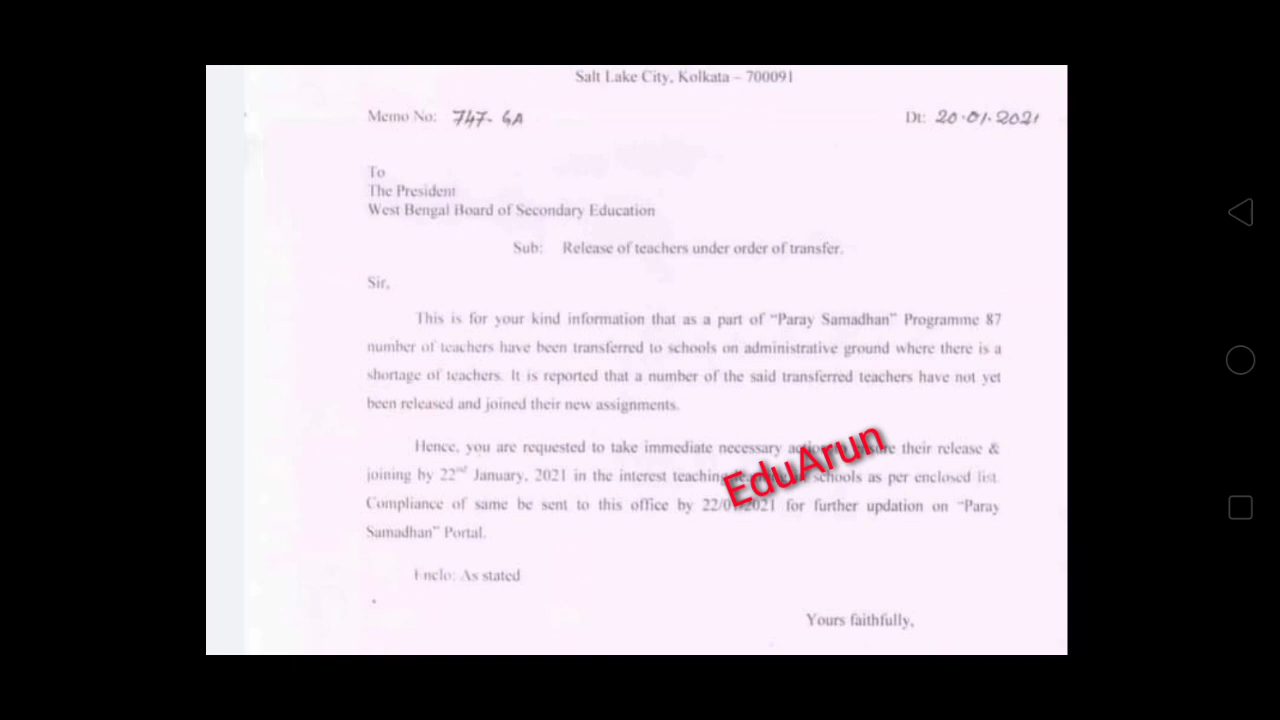 Salt Lake City, Kolkata – 700091
Memo No: 747-GA
Dt: 20.01.2021
To
The President
West Bengal Board of Secondary Education
Sub: Release of teachers under order of transfer.
Sir,
This is for your kind information that as a part of “Paray Samadhan” Programme 87
number of teachers have been transferred to schools on administrative ground where there is a
shortage of teachers. It is reported that a number of the said transferred teachers have not yet
been released and joined their new assignments.
Hence, you are requested to take immediate necessary their release &
joining by 22nd January, 2021 in the interest teaching schools as per enclosed list.
Compliance of same be sent to this office by 22/01/2021 for further updation on “Paray
Samadhan” Portal.
EduArun
Enclo: As stated
Yours faithfully,